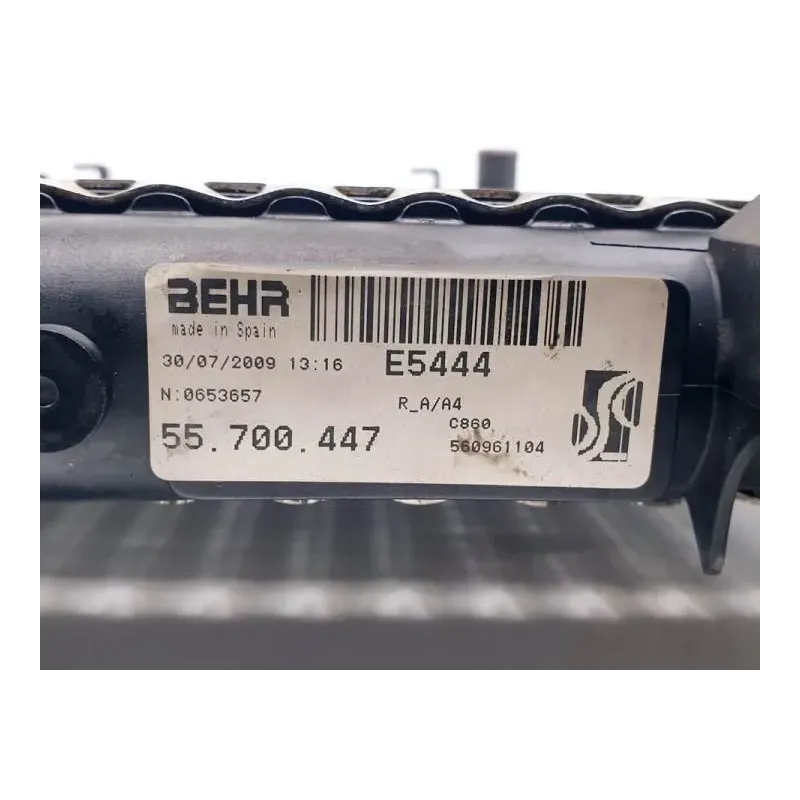 BEHR
made in Spain
30/07/2009 13:16 E5444
N:0653657 R_A/A4
C860
55.700.447 560961104